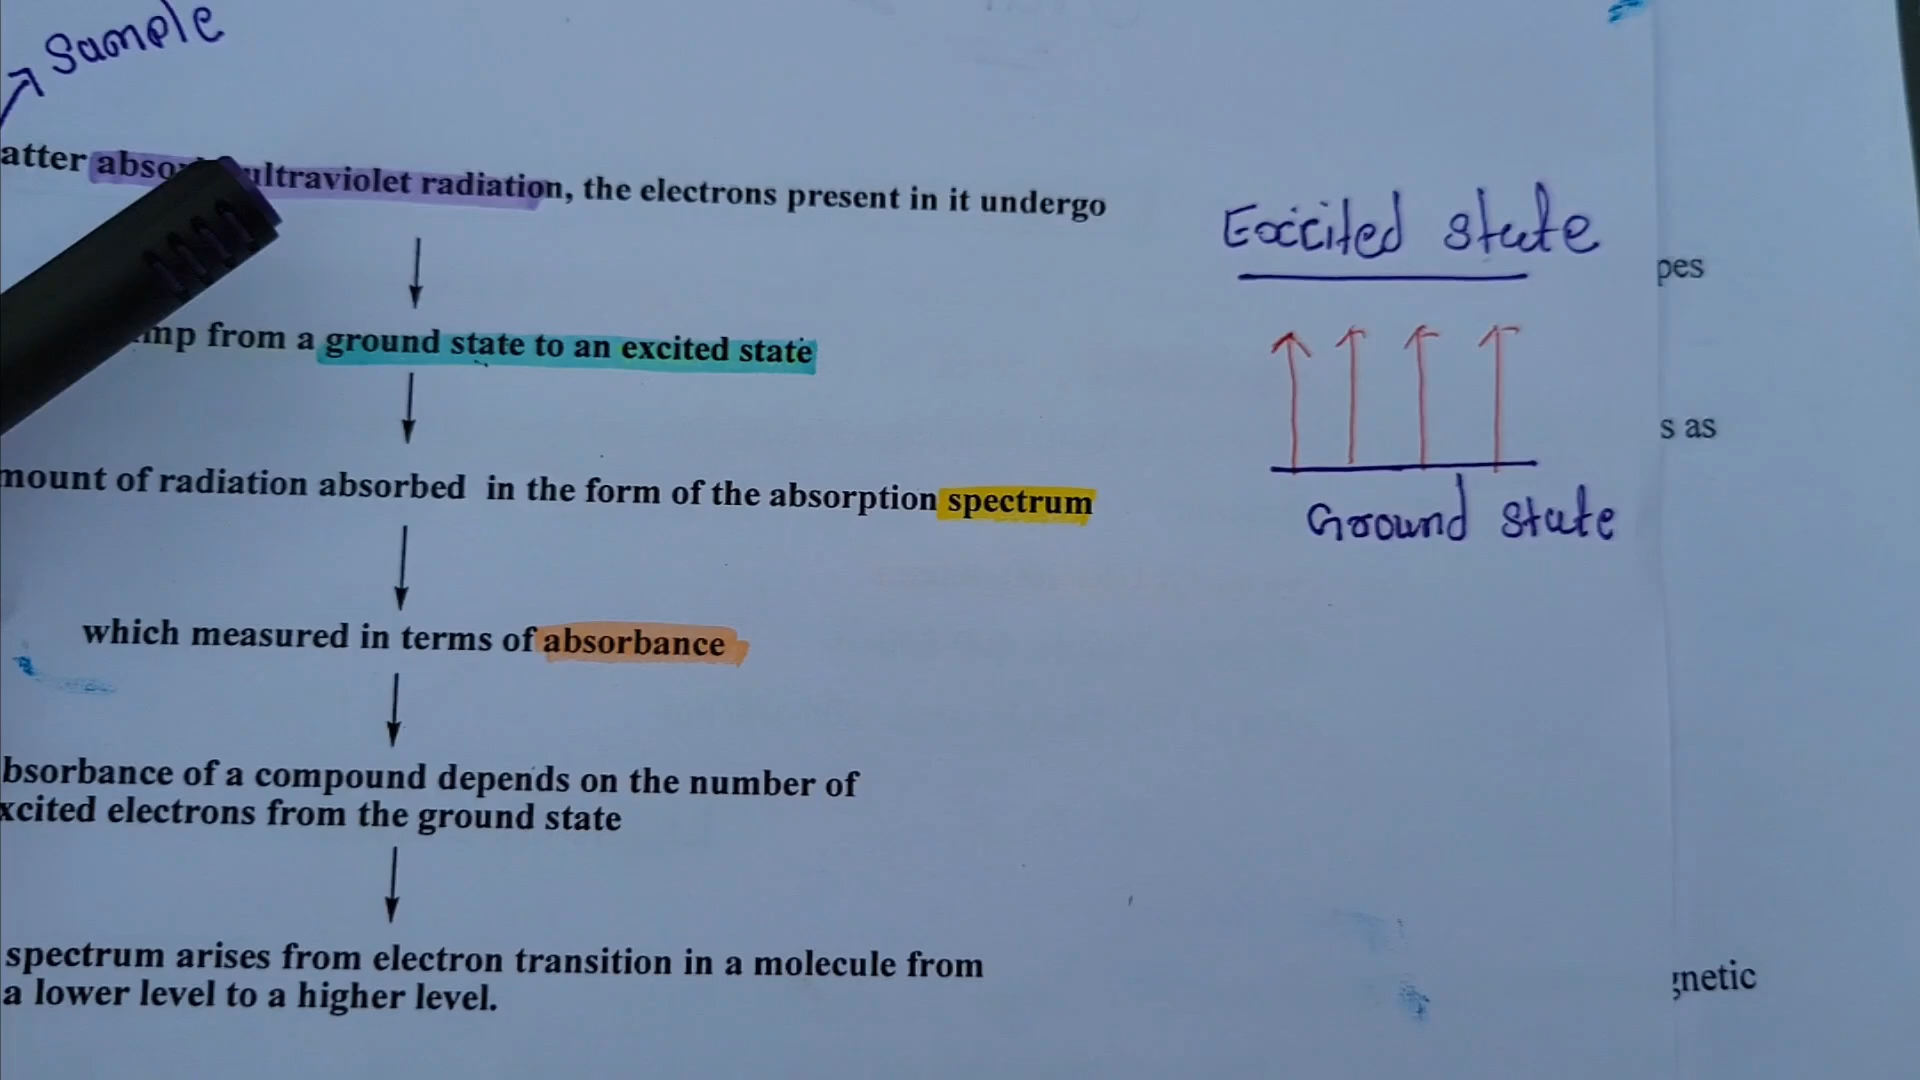 Sample
atter absor ultraviolet radiation, the electrons present in it undergo
mp from a ground state to an excited state
mount of radiation absorbed in the form of the absorption spectrum
which measured in terms of absorbance
bsorbance of a compound depends on the number of
xcited electrons from the ground state
spectrum arises from electron transition in a molecule from
a lower level to a higher level.
Excited state
Ground state
pes
s as
gnetic